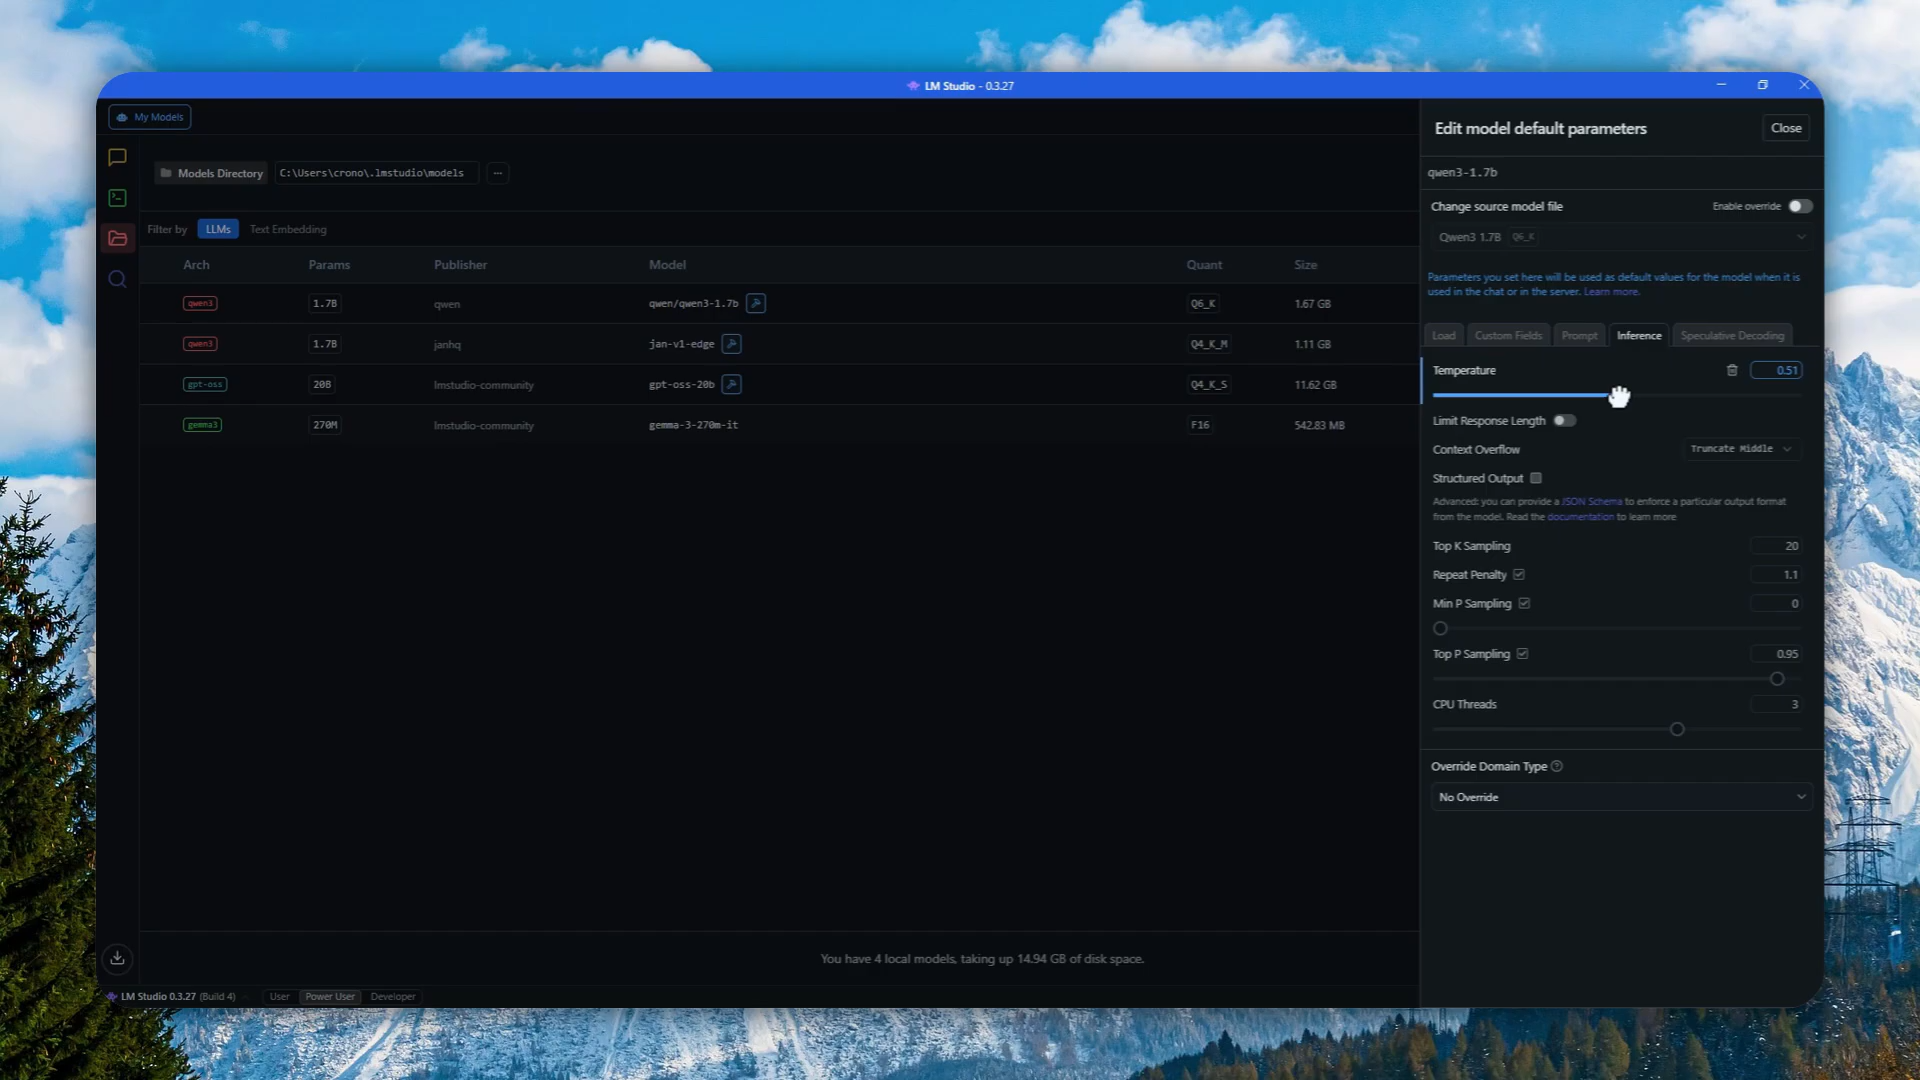 LM Studio - 0.3.27
My Models
Models Directory C:\Users\crono\.lmstudio\models ...
Filter by LLMs Text Embedding
Arch Params Publisher Model Quant Size
qwen3 1.7B qwen qwen/qwen3-1.7b Q6_K 1.67 GB
qwen3 1.7B janhq jan-v1-edge Q4_K_M 1.11 GB
gpt-oss 20B lmstudio-community gpt-oss-20b Q4_K_S 11.62 GB
gemma3 270M lmstudio-community gemma-3-270m-it F16 542.83 MB
You have 4 local models, taking up 14.94 GB of disk space.
LM Studio 0.3.27 (Build 4) User Power User Developer
Edit model default parameters Close
qwen3-1.7b
Change source model file Enable override
Qwen3 1.7B Q6_K
Parameters you set here will be used as default values for the model when it is
used in the chat or in the server. Learn more.
Load Custom Fields Prompt Inference Speculative Decoding
Temperature 0.51
Limit Response Length
Context Overflow Truncate Middle
Structured Output
Advanced: you can provide a JSON Schema to enforce a particular output format
from the model. Read the documentation to learn more
Top K Sampling 20
Repeat Penalty 1.1
Min P Sampling 0
Top P Sampling 0.95
CPU Threads 3
Override Domain Type ?
No Override